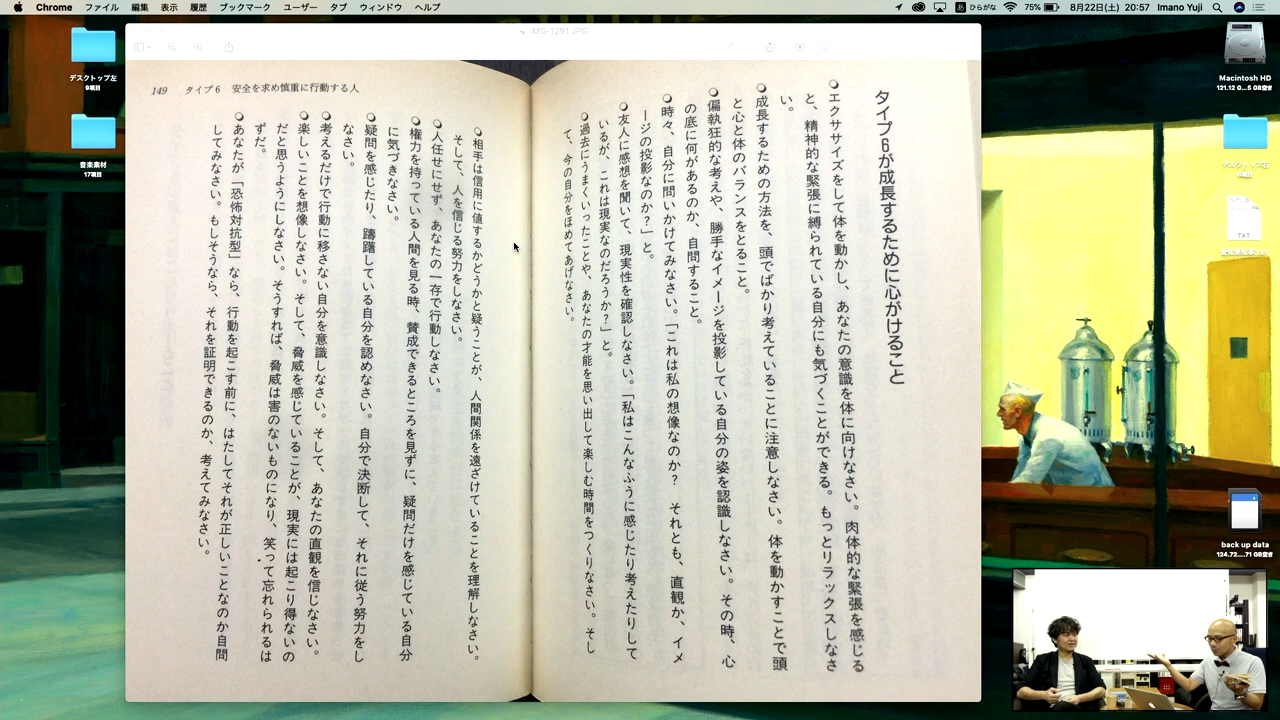 Chrome ファイル 編集 表示 履歴 ブックマーク ユーザー タブ ウィンドウ ヘルプ
あ ひらがな 75% 8月22日(土) 20:57 Imano Yuji
デスクトップ左
9項目
音楽素材
17項目
IMG-1291.JPG
Macintosh HD
121.12 G...5 GB空き
TXT
back up data
124.72....71 GB空き
タイプ6が成長するために心がけること
エクササイズをして体を動かし、あなたの意識を体に向けなさい。肉体的な緊張を感じる
と、精神的な緊張に縛られている自分にも気づくことができる。もっとリラックスしなさ
い。
成長するための方法を、頭でばかり考えていることに注意しなさい。体を動かすことで頭
と心と体のバランスをとること。
偏執狂的な考えや、勝手なイメージを投影している自分の姿を認識しなさい。その時、心
の底に何があるのか、自問すること。
時々、自分に問いかけてみなさい。「これは私の想像なのか? それとも、直観か、イメ
ージの投影なのか?」と。
友人に感想を聞いて、現実性を確認しなさい。「私はこんなふうに感じたり考えたりして
いるが、これは現実なのだろうか?」と。
過去にうまくいったことや、あなたの才能を思い出して楽しむ時間をつくりなさい。そし
て、今の自分をほめてあげなさい。
149 タイプ6 安全を求め慎重に行動する人
相手は信用に値するかどうかと疑うことが、人間関係を遠ざけていることを理解しなさい。
そして、人を信じる努力をしなさい。
人任せにせず、あなたの一存で行動しなさい。
権力を持っている人間を見る時、賛成できるところを見ずに、疑問だけを感じている自分
に気づきなさい。
疑問を感じたり、躊躇している自分を認めなさい。自分で決断して、それに従う努力をし
なさい。
考えるだけで行動に移さない自分を意識しなさい。そして、あなたの直観を信じなさい。
楽しいことを想像しなさい。そして、脅威を感じていることが、現実には起こり得ないの
だと思うようにしなさい。そうすれば、脅威は害のないものになり、笑って忘れられるは
ずだ。
あなたが「恐怖対抗型」なら、行動を起こす前に、はたしてそれが正しいことなのか自問
してみなさい。もしそうなら、それを証明できるのか、考えてみなさい。